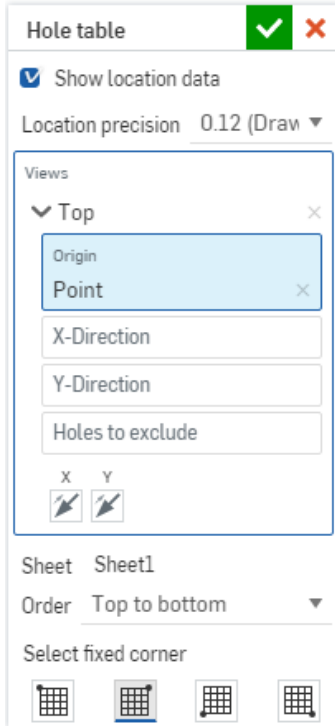 Hole table
Show location data
Location precision 0.12 (Draw
Views
Top
Origin
Point
X-Direction
Y-Direction
Holes to exclude
X Y
Sheet Sheet1
Order Top to bottom
Select fixed corner